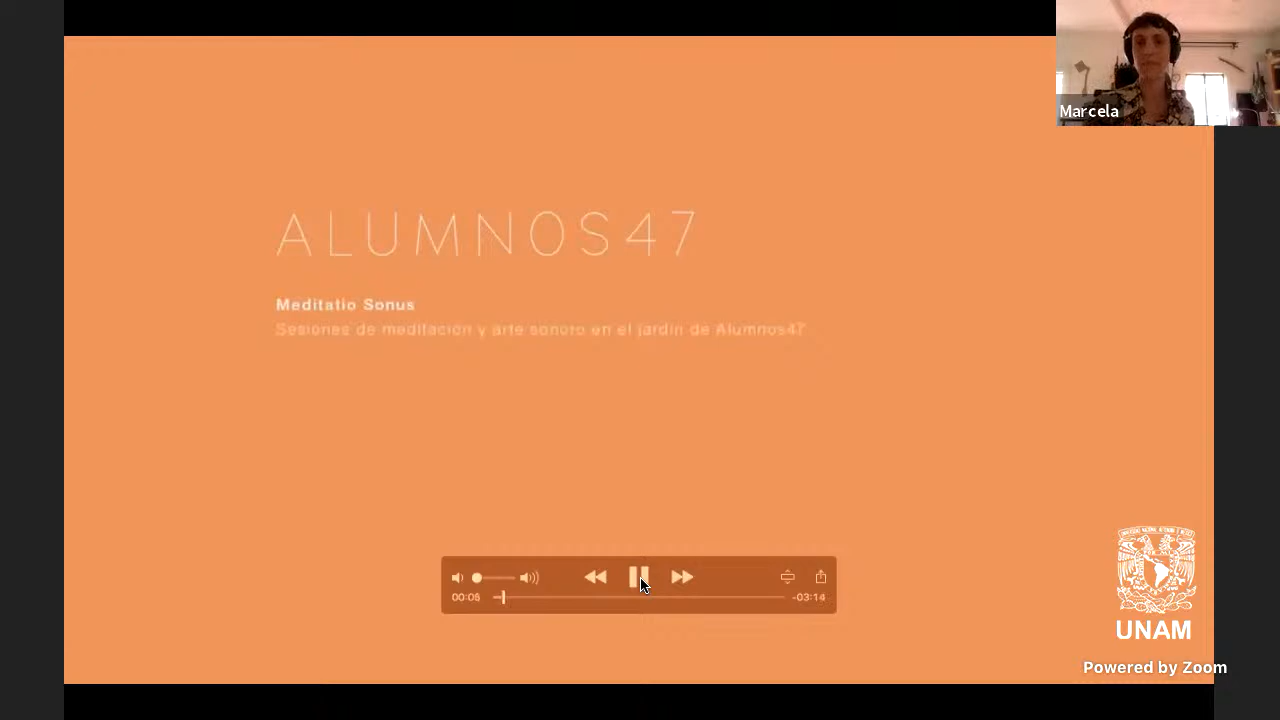 Marcela
ALUMNOS47
Meditatio Sonus
Sesiones de meditación y arte sonoro en el jardín de Alumnos47
00:06
-03:14
UNAM
Powered by Zoom